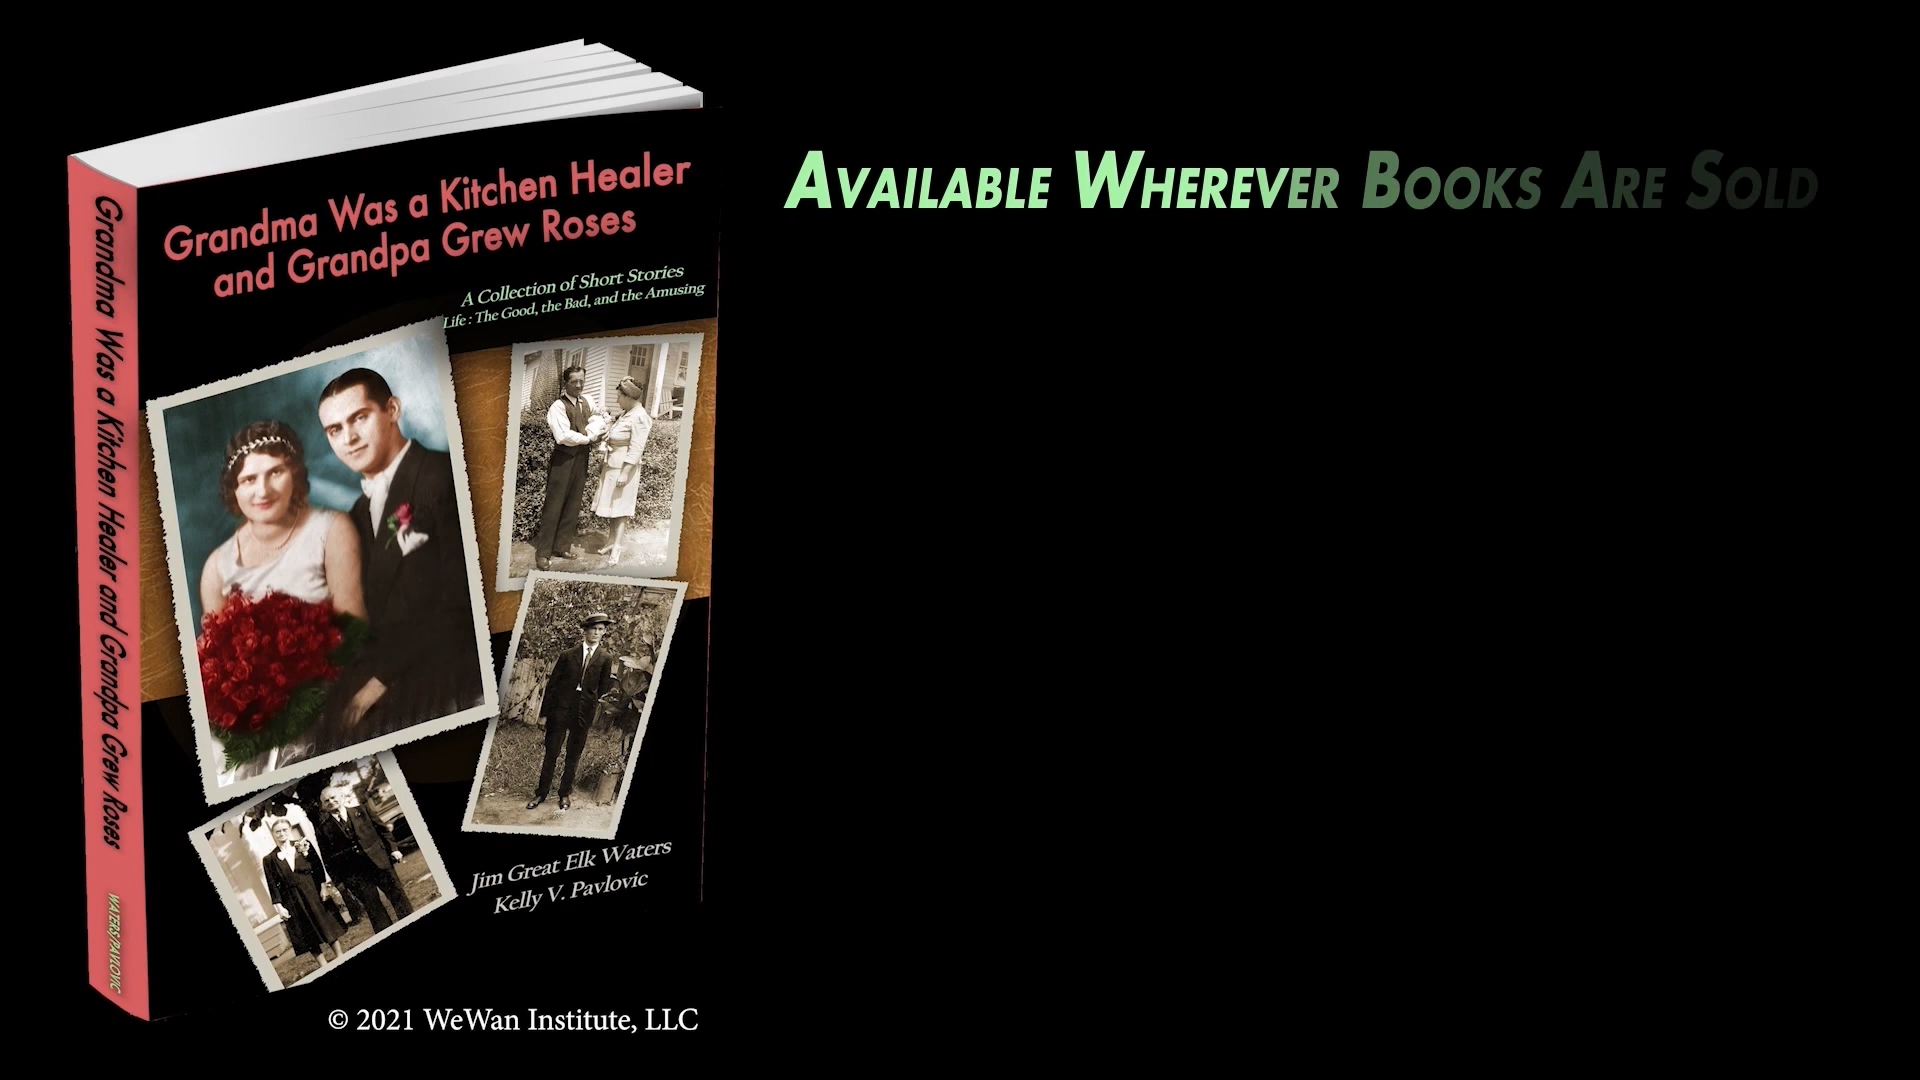 Grandma Was a Kitchen Healer
and Grandpa Grew Roses
A Collection of Short Stories
Life : The Good, the Bad, and the Amusing
Jim Great Elk Waters
Kelly V. Pavlovic
Grandma Was a Kitchen Healer and Grandpa Grew Roses
WATERS/PAVLOVIC
© 2021 WeWan Institute, LLC
Available Wherever Books Are Sold